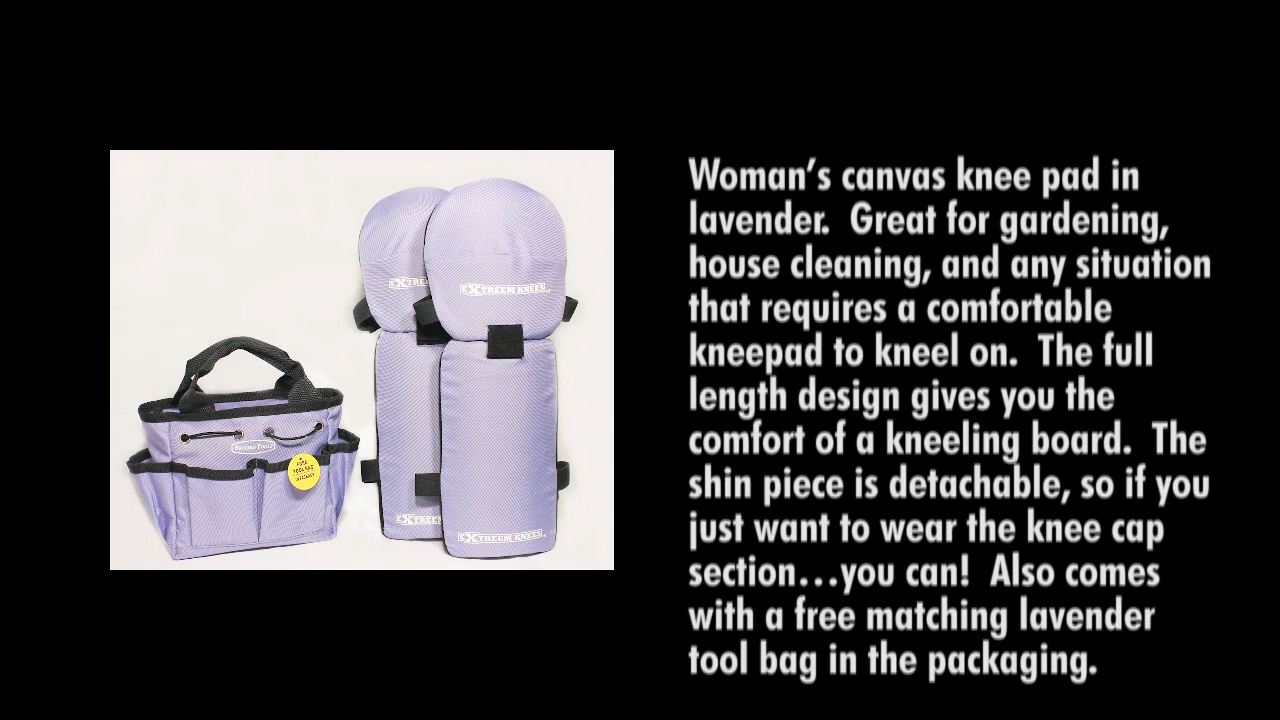 Woman's canvas knee pad in
lavender. Great for gardening,
house cleaning, and any situation
that requires a comfortable
kneepad to kneel on. The full
length design gives you the
comfort of a kneeling board. The
shin piece is detachable, so if you
just want to wear the knee cap
section...you can! Also comes
with a free matching lavender
tool bag in the packaging.
EXTREE
EXTREEM KNEES
EXTREEM
EXTREEM KNEES